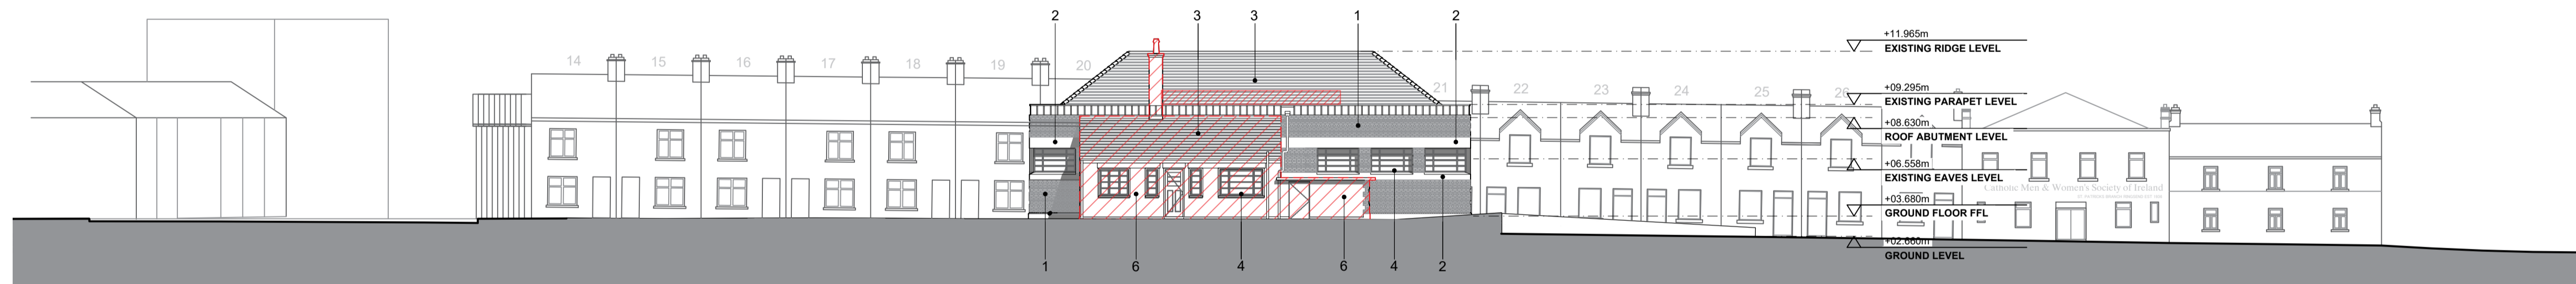 2 3 3 1 2
+11.965m
EXISTING RIDGE LEVEL
14 15 16 17 18 19 20 21 22 23 24 25 26
+09.295m
EXISTING PARAPET LEVEL
+08.630m
ROOF ABUTMENT LEVEL
+06.558m
EXISTING EAVES LEVEL
Catholic Men & Women's Society of Ireland
+03.680m
GROUND FLOOR FFL
+02.660m
GROUND LEVEL
1 6 4 6 4 2